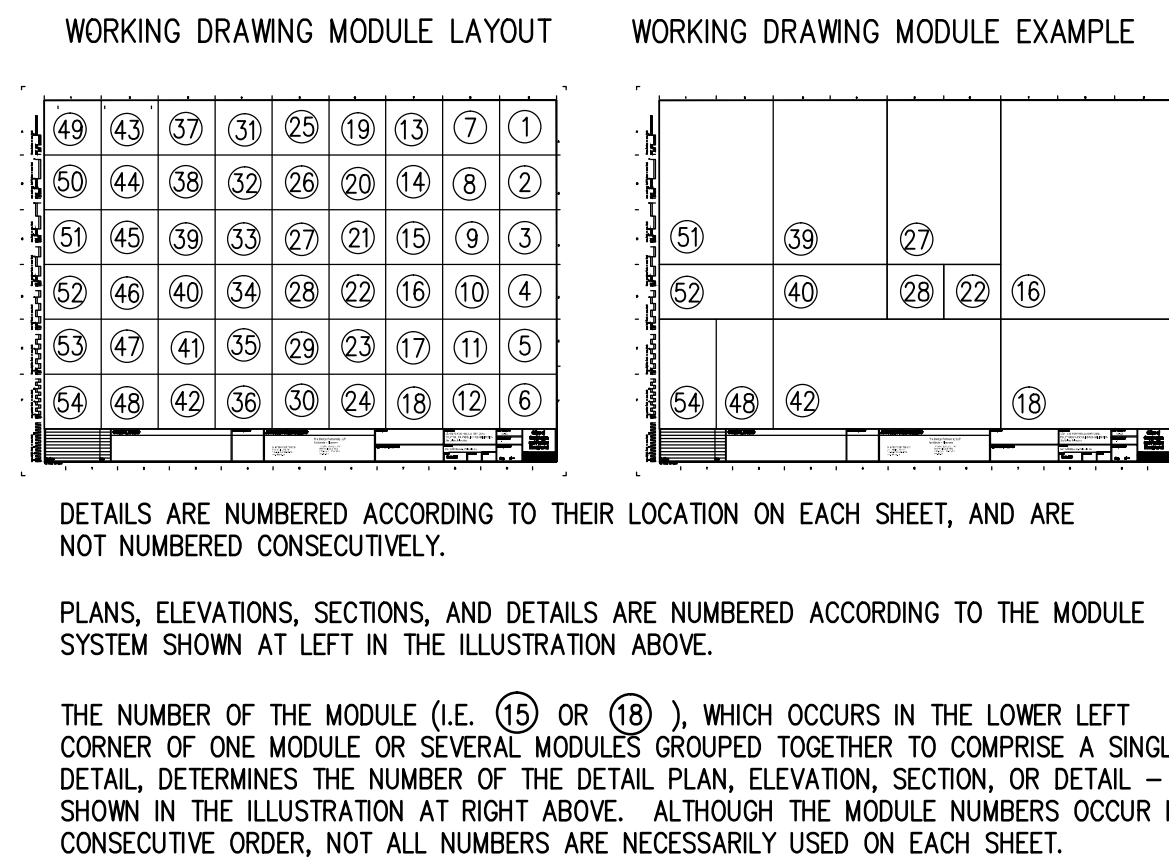 WORKING DRAWING MODULE LAYOUT
WORKING DRAWING MODULE EXAMPLE
49 43 37 31 25 19 13 7 1
50 44 38 32 26 20 14 8 2
51 45 39 33 27 21 15 9 3
52 46 40 34 28 22 16 10 4
53 47 41 35 29 23 17 11 5
54 48 42 36 30 24 18 12 6
51 39 27
52 40 28 22 16
54 48 42 18
DETAILS ARE NUMBERED ACCORDING TO THEIR LOCATION ON EACH SHEET, AND ARE
NOT NUMBERED CONSECUTIVELY.
PLANS, ELEVATIONS, SECTIONS, AND DETAILS ARE NUMBERED ACCORDING TO THE MODULE
SYSTEM SHOWN AT LEFT IN THE ILLUSTRATION ABOVE.
THE NUMBER OF THE MODULE (I.E. 15 OR 18 ), WHICH OCCURS IN THE LOWER LEFT
CORNER OF ONE MODULE OR SEVERAL MODULES GROUPED TOGETHER TO COMPRISE A SINGL
DETAIL, DETERMINES THE NUMBER OF THE DETAIL PLAN, ELEVATION, SECTION, OR DETAIL –
SHOWN IN THE ILLUSTRATION AT RIGHT ABOVE. ALTHOUGH THE MODULE NUMBERS OCCUR
CONSECUTIVE ORDER, NOT ALL NUMBERS ARE NECESSARILY USED ON EACH SHEET.